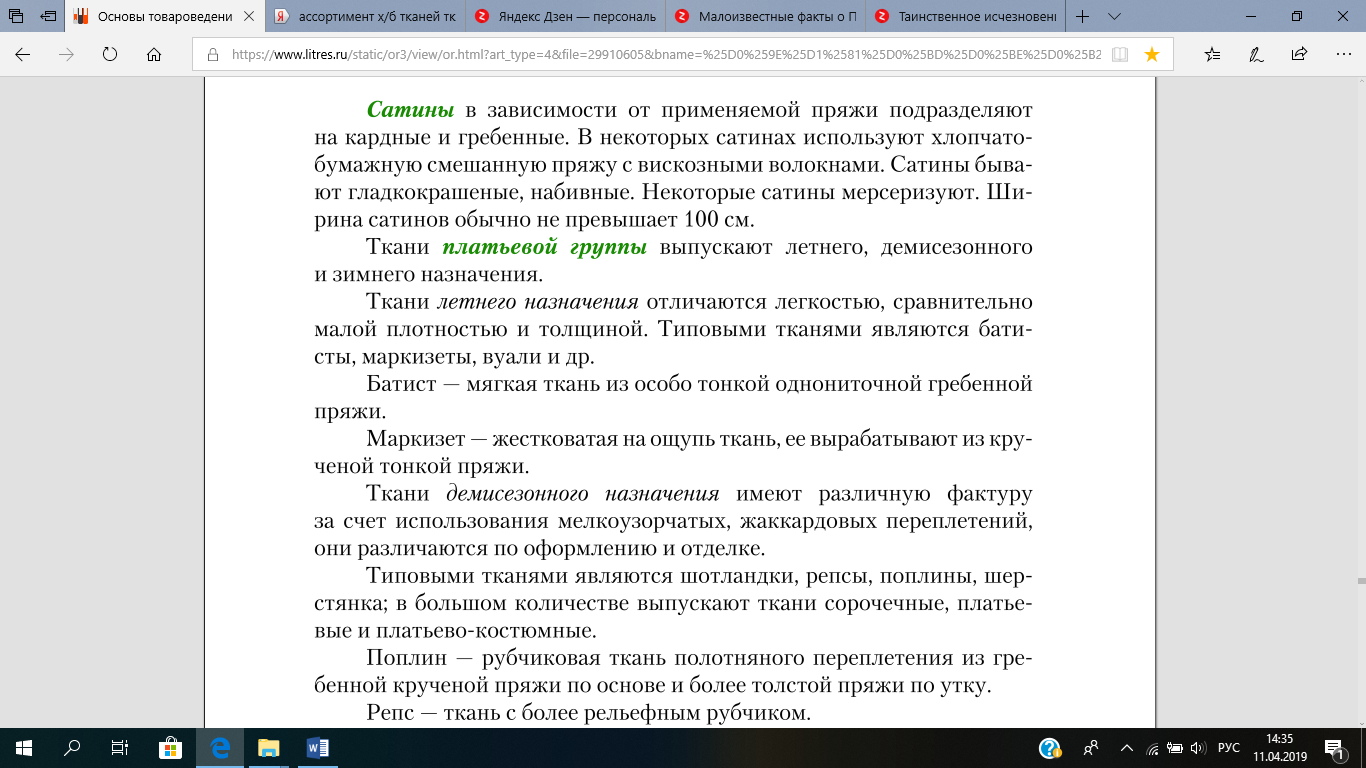 Основы товароведени
ассортимент х/б тканей тк
Яндекс Дзен — персональ
Малоизвестные факты о П
Таинственное исчезновен
https://www.litres.ru/static/or3/view/or.html?art_type=4&file=29910605&bname=%25D0%259E%25D1%2581%25D0%25BD%25D0%25BE%25D0%25B2
Сатины в зависимости от применяемой пряжи подразделяют
на кардные и гребенные. В некоторых сатинах используют хлопчато-
бумажную смешанную пряжу с вискозными волокнами. Сатины быва-
ют гладкокрашеные, набивные. Некоторые сатины мерсеризуют. Ши-
рина сатинов обычно не превышает 100 см.
Ткани платьевой группы выпускают летнего, демисезонного
и зимнего назначения.
Ткани летнего назначения отличаются легкостью, сравнительно
малой плотностью и толщиной. Типовыми тканями являются бати-
сты, маркизеты, вуали и др.
Батист — мягкая ткань из особо тонкой однониточной гребенной
пряжи.
Маркизет — жестковатая на ощупь ткань, ее вырабатывают из кру-
ченой тонкой пряжи.
Ткани демисезонного назначения имеют различную фактуру
за счет использования мелкоузорчатых, жаккардовых переплетений,
они различаются по оформлению и отделке.
Типовыми тканями являются шотландки, репсы, поплины, шер-
стянка; в большом количестве выпускают ткани сорочечные, платье-
вые и платьево-костюмные.
Поплин — рубчиковая ткань полотняного переплетения из гре-
бенной крученой пряжи по основе и более толстой пряжи по утку.
Репс — ткань с более рельефным рубчиком.
РУС
14:35
11.04.2019
1